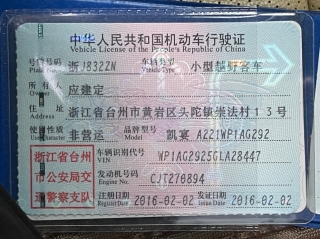 中华人民共和国机动车行驶证
Vehicle License of the People's Republic of China
号牌号码 浙J832ZN 车辆类型 小型越野客车
Plate No. Vehicle Type
所有人 应建定
Owner
住址 浙江省台州市黄岩区头陀镇崇法村13号
Address
使用性质 非营运 品牌型号 凯宴 A221WP1AG292
Use Character Model
浙江省台州 车辆识别代号 WP1AG2925GLA28447
VIN
市公安局交 发动机号码 CJT270894
Engine No.
通警察支队 注册日期 2016-02-02 发证日期 2016-02-02
Register Date Issue Date